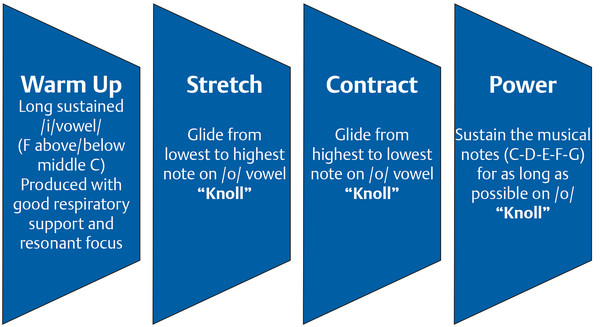 Warm Up
Long sustained
/i/vowel/
(F above/below
middle C)
Produced with
good respiratory
support and
resonant focus
Stretch
Glide from
lowest to highest
note on /o/ vowel
“Knoll”
Contract
Glide from
highest to lowest
note on /o/ vowel
“Knoll”
Power
Sustain the musical
notes (C-D-E-F-G)
for as long as
possible on /o/
“Knoll”